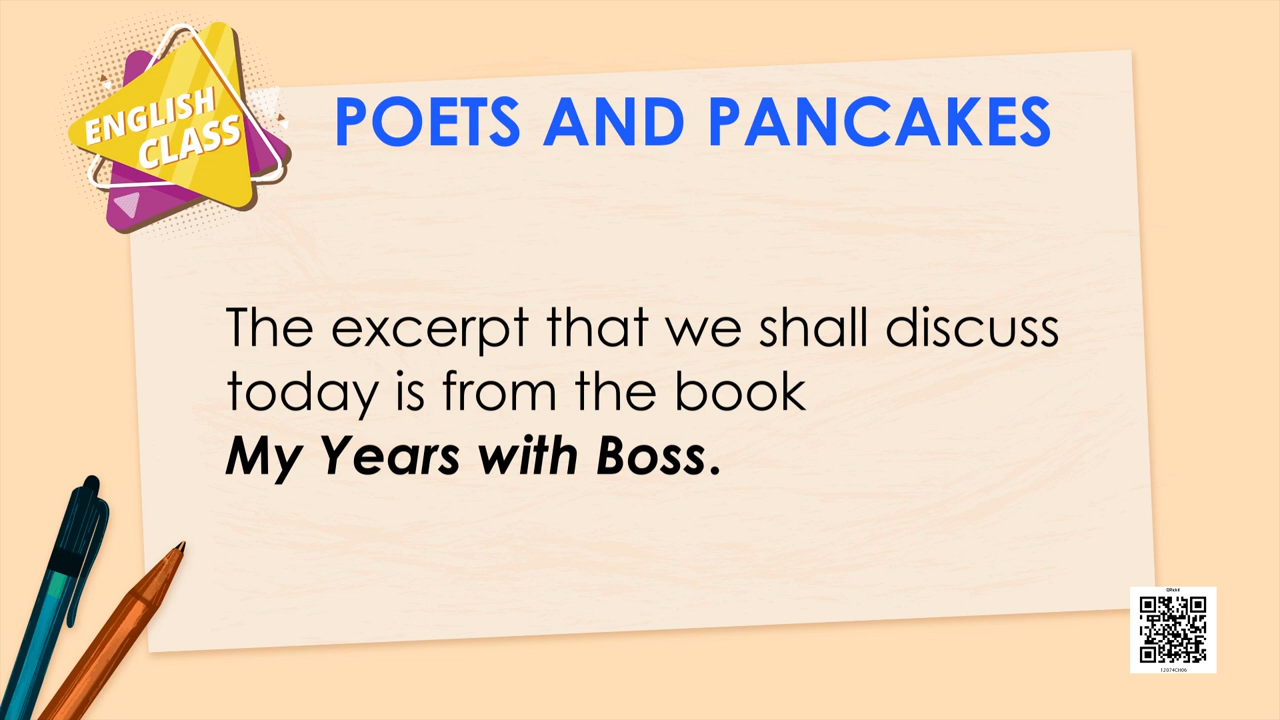 ENGLISH
CLASS
POETS AND PANCAKES
The excerpt that we shall discuss
today is from the book
My Years with Boss.
12074CH06